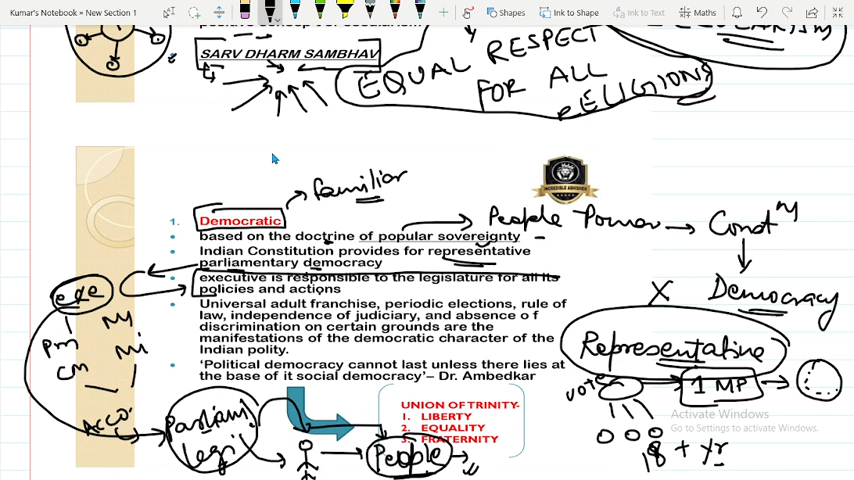 Kumar's Notebook » New Section 1
Shapes
Ink to Shape
Ink to Text
Maths
SARV DHARM SAMBHAV
EQUAL RESPECT
FOR ALL
RELIGIONS
INCREDIBLE ABHISHEK
familiar
1. Democratic
• based on the doctrine of popular sovereignty
People Power → Const
• Indian Constitution provides for representative
parliamentary democracy
• executive is responsible to the legislature for all its
policies and actions
exe
Democracy
• Universal adult franchise, periodic elections, rule of
law, independence of judiciary, and absence o f
discrimination on certain grounds are the
manifestations of the democratic character of the
Indian polity.
PM
CM
Representative
• 'Political democracy cannot last unless there lies at
the base of it social democracy'– Dr. Ambedkar
vote
1 MP
Parliam
legi
UNION OF TRINITY-
1. LIBERTY
2. EQUALITY
3. FRATERNITY
People
Activate Windows
Go to Settings to activate Windows.
18 + yr